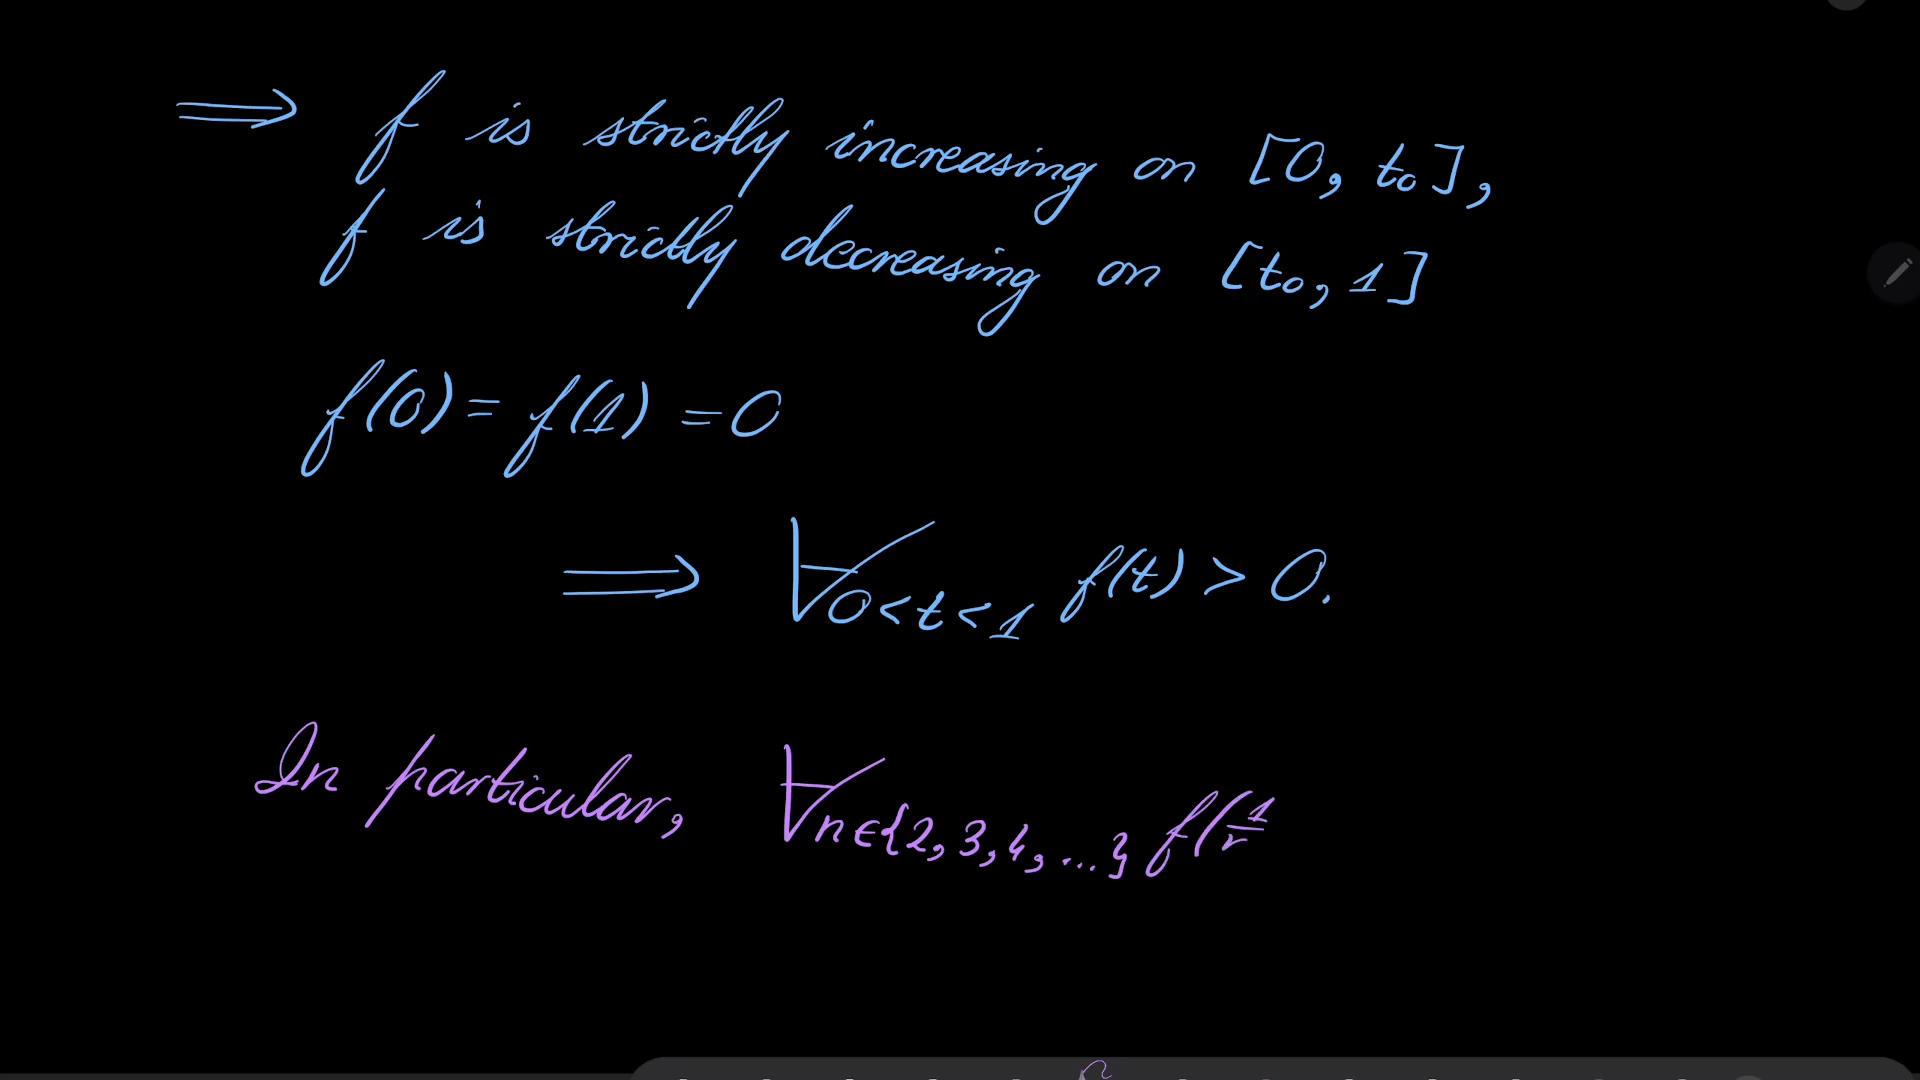 ⟹ f is strictly increasing on [0, t₀],
f is strictly decreasing on [t₀, 1]
f(0) = f(1) = 0
⟹ ∀0<t<1 f(t) > 0.
In particular, ∀n∈{2, 3, 4, ...} f(1/r